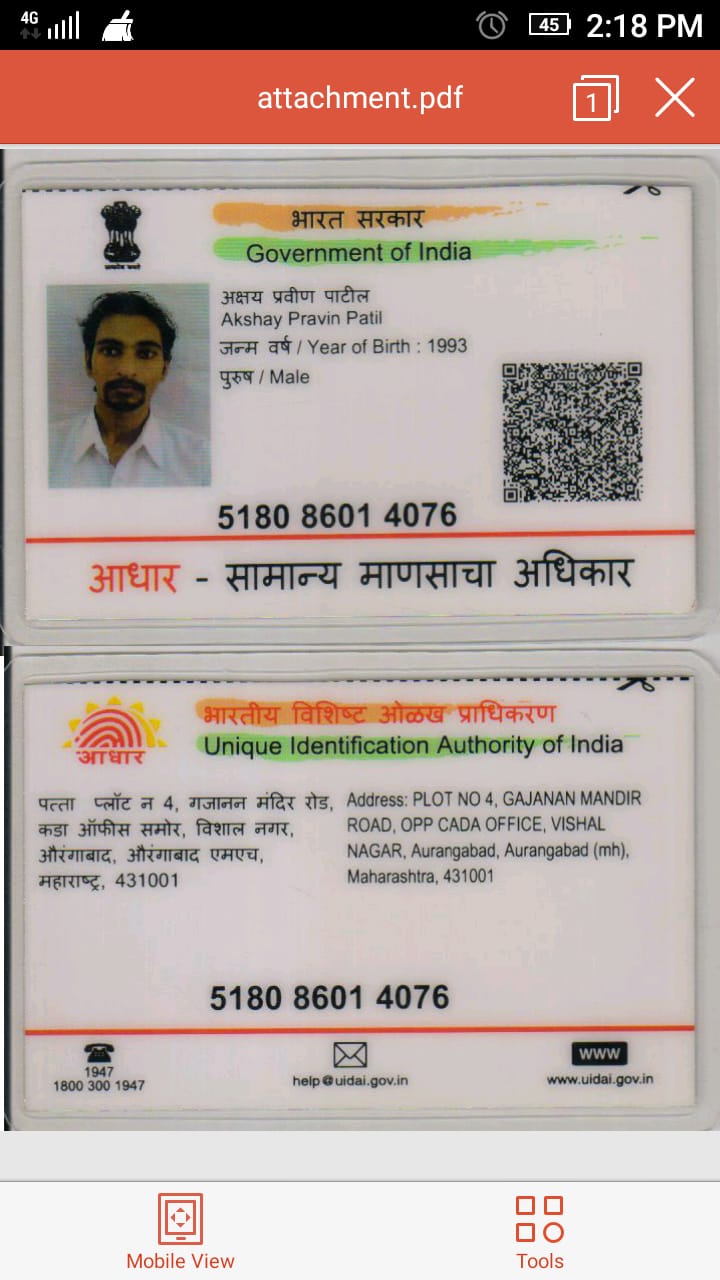 4G
45
2:18 PM
attachment.pdf
1
भारत सरकार
Government of India
अक्षय प्रवीण पाटील
Akshay Pravin Patil
जन्म वर्ष / Year of Birth : 1993
पुरुष / Male
5180 8601 4076
आधार - सामान्य माणसाचा अधिकार
भारतीय विशिष्ट ओळख प्राधिकरण
Unique Identification Authority of India
आधार
पत्ता प्लॉट न 4, गजानन मंदिर रोड,
कडा ऑफीस समोर, विशाल नगर,
औरंगाबाद, औरंगाबाद एमएच,
महाराष्ट्र, 431001
Address: PLOT NO 4, GAJANAN MANDIR
ROAD, OPP CADA OFFICE, VISHAL
NAGAR, Aurangabad, Aurangabad (mh),
Maharashtra, 431001
5180 8601 4076
1947
1800 300 1947
help@uidai.gov.in
www
www.uidai.gov.in
Mobile View
Tools